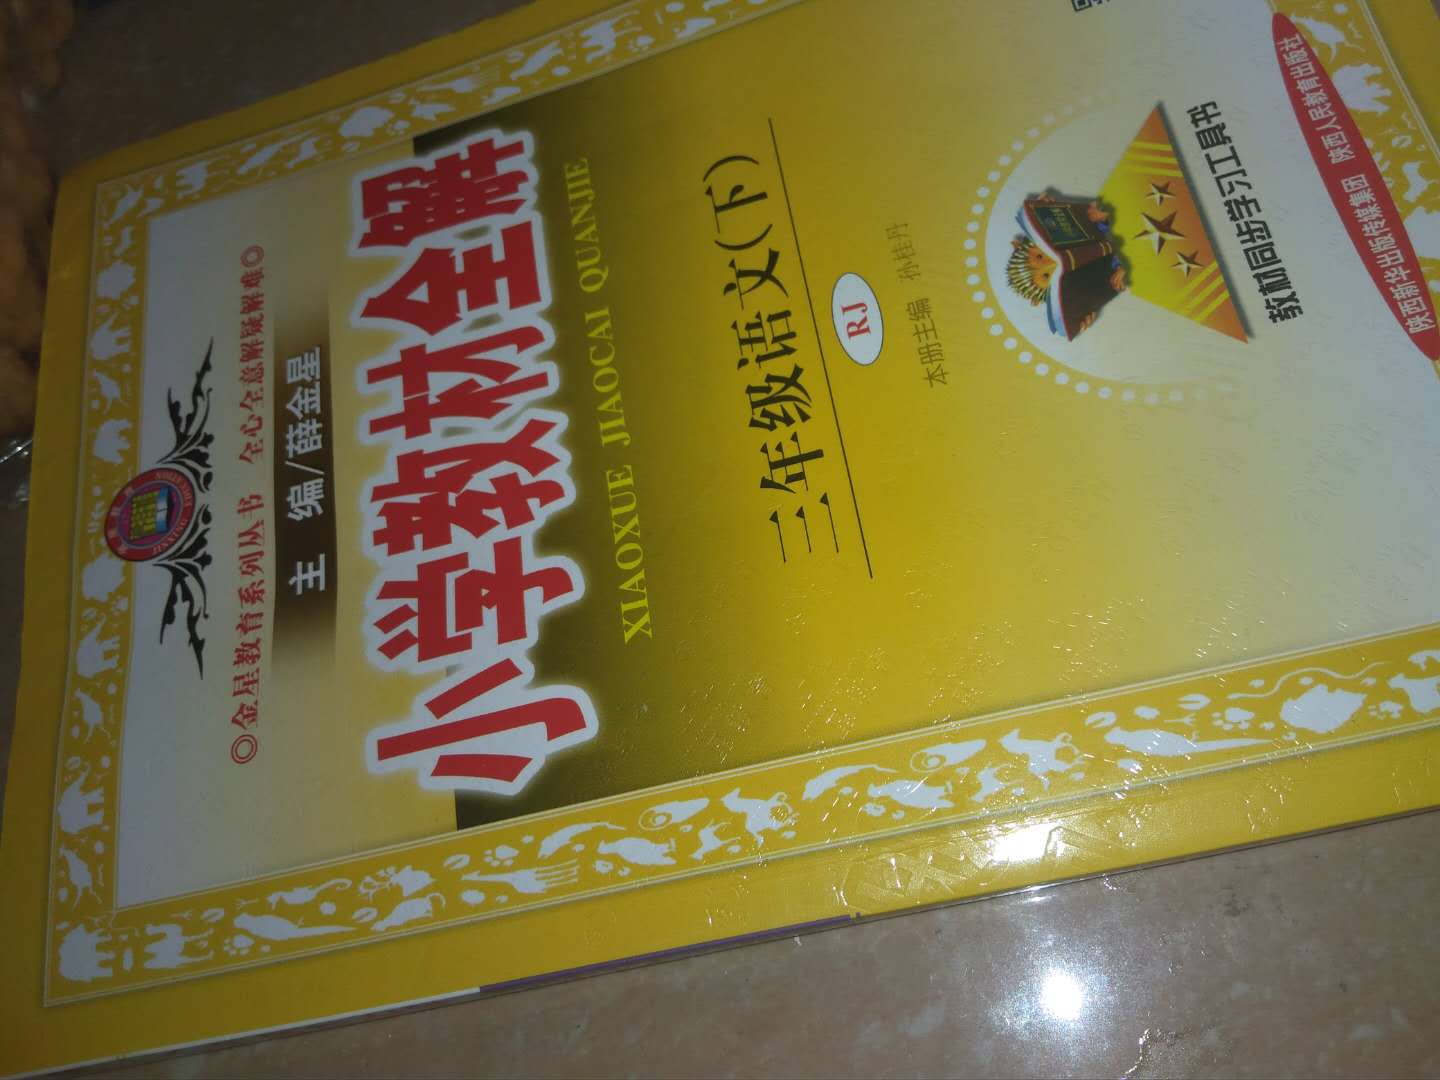 ◎金星教育系列丛书 全心全意解疑解难◎
主 编/薛金星
小学教材全解
XIAOXUE JIAOCAI QUANJIE
三年级语文(下)
RJ
本册主编 孙桂丹
教材同步学习工具书
陕西新华出版传媒集团 陕西人民教育出版社